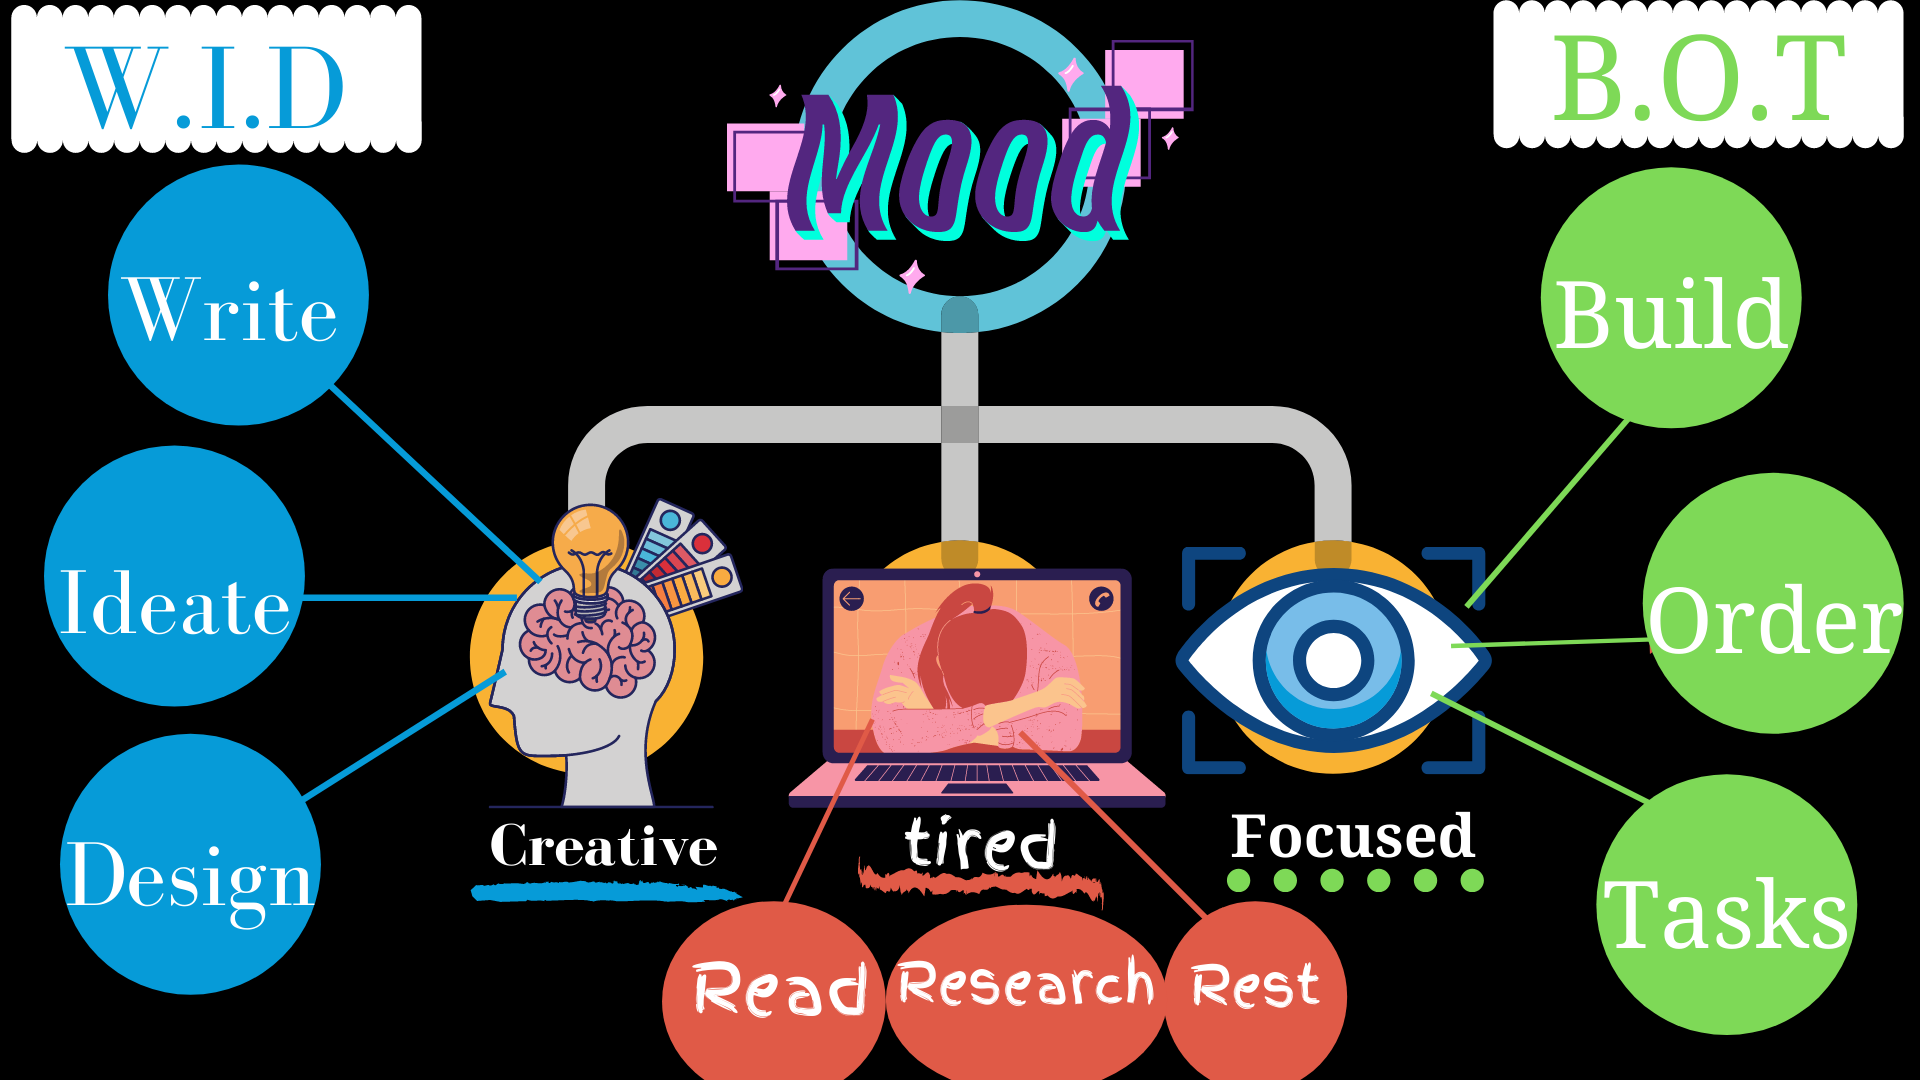 W.I.D
Mood
B.O.T
Write
Ideate
Design
Build
Order
Tasks
Creative
tired
Focused
Read
Research
Rest